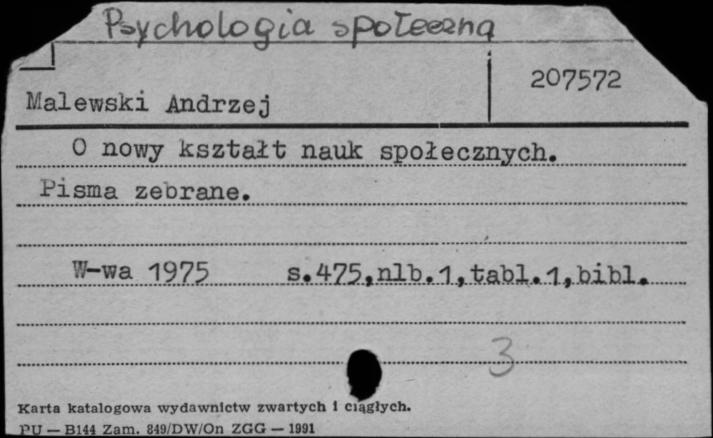 Psychologia społeczna
207572
Malewski Andrzej
O nowy kształt nauk społecznych.
Pisma zebrane.
W-wa 1975 s.475,nlb.1,tabl.1,bibl.
3
Karta katalogowa wydawnictw zwartych i ciągłych.
PU — B144 Zam. 849/DW/On ZGG — 1991